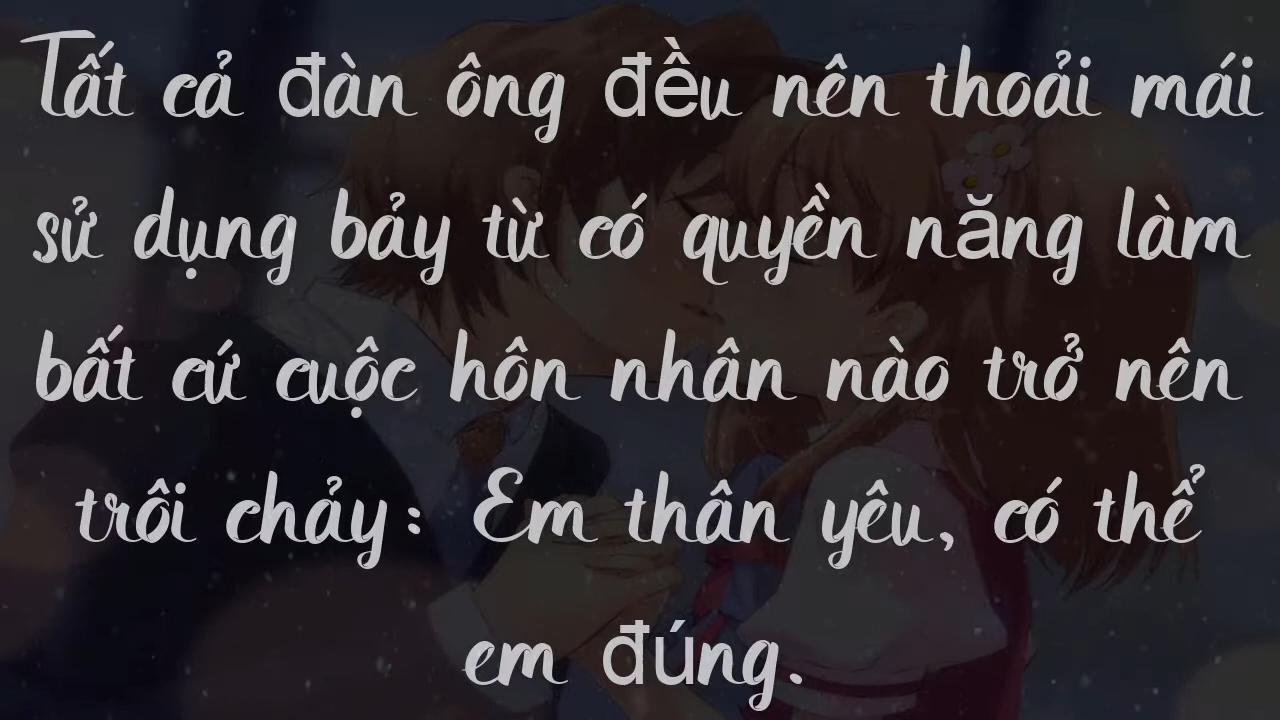 Tất cả đàn ông đều nên thoải mái
sử dụng bảy từ có quyền năng làm
bất cứ cuộc hôn nhân nào trở nên
trôi chảy: Em thân yêu, có thể
em đúng.